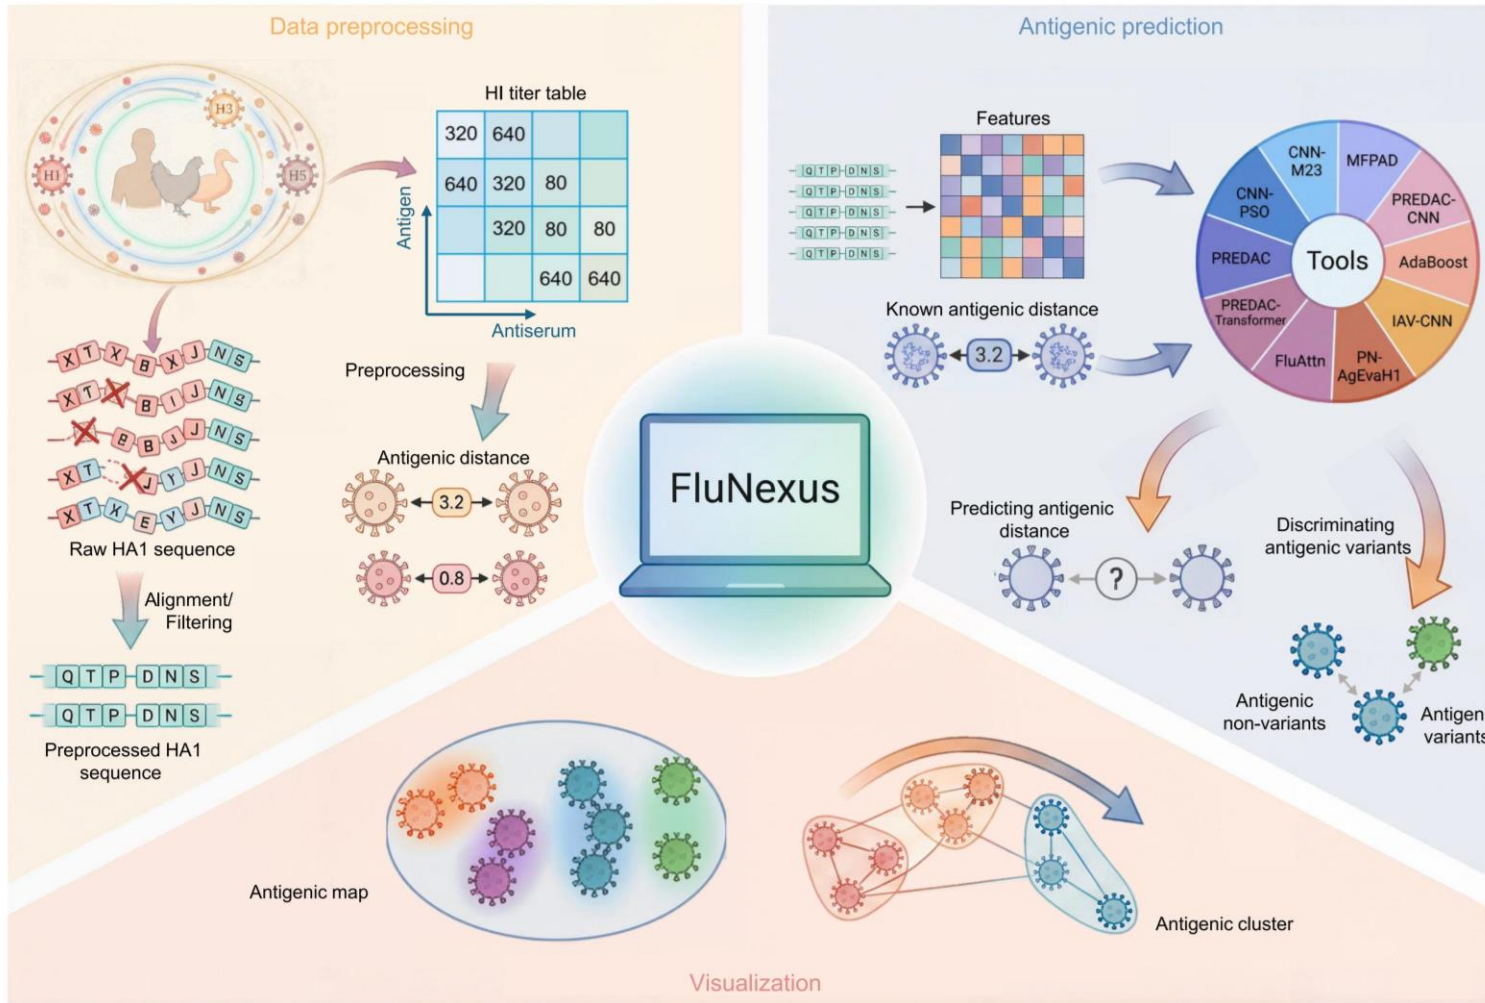 Data preprocessing
H3
H1
H5
HI titer table
320 640
640 320 80
320 80 80
640 640
Antigen
Antiserum
X T X B X J N S
X T B I J N S
B B J J N S
X T J Y J N S
X T X E Y J N S
Raw HA1 sequence
Alignment/
Filtering
Q T P D N S
Q T P D N S
Preprocessed HA1
sequence
Preprocessing
Antigenic distance
3.2
0.8
FluNexus
Antigenic prediction
Features
Q T P D N S
Q T P D N S
Q T P D N S
Q T P D N S
Q T P D N S
Known antigenic distance
3.2
Tools
CNN-
M23
MFPAD
PREDAC-
CNN
AdaBoost
IAV-CNN
PN-
AgEvaH1
FluAttn
PREDAC-
Transformer
PREDAC
CNN-
PSO
Predicting antigenic
distance
?
Discriminating
antigenic variants
Antigenic
non-variants
Antigen
variants
Antigenic map
Antigenic cluster
Visualization